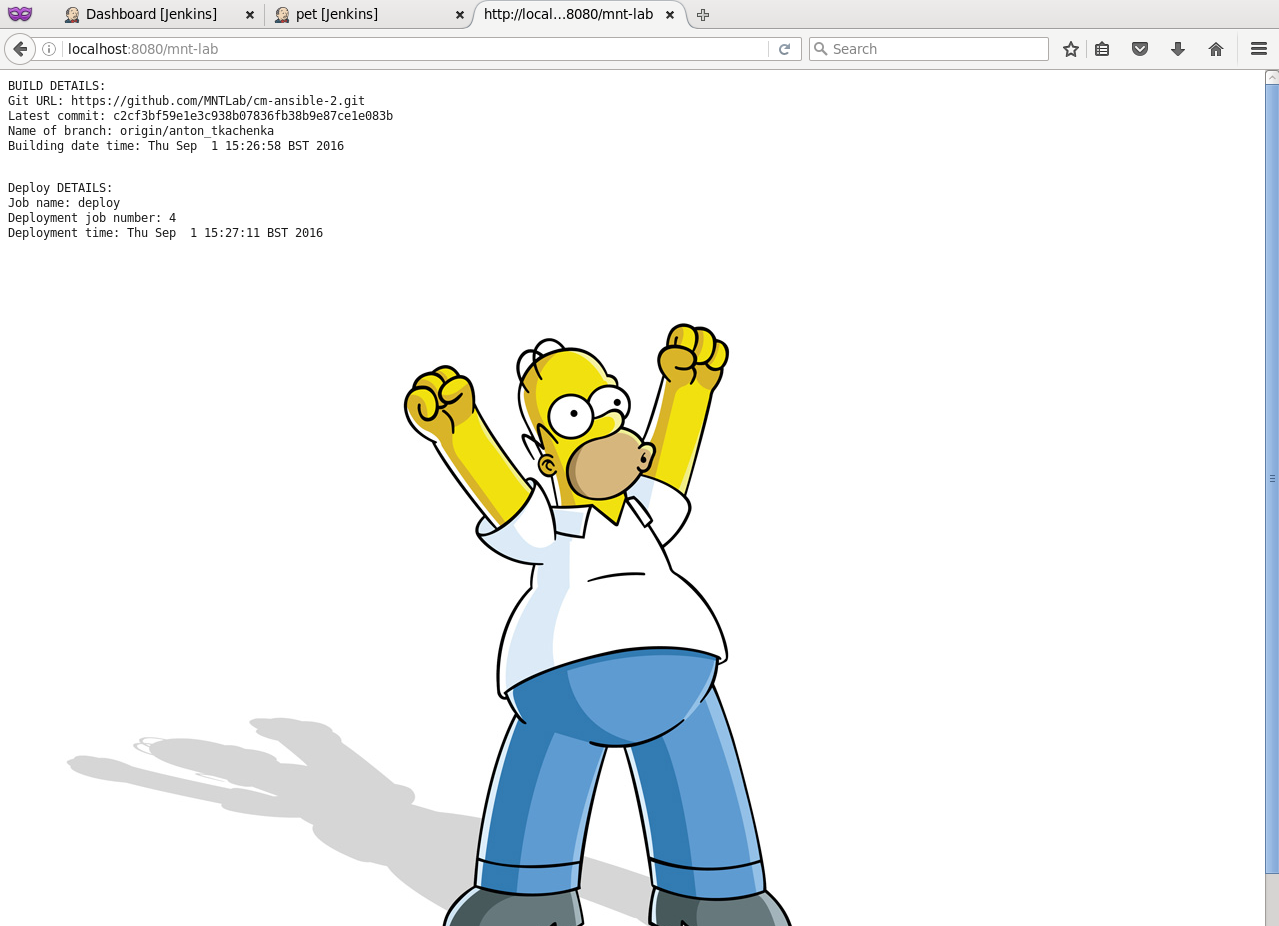 Dashboard [Jenkins]
pet [Jenkins]
http://local...8080/mnt-lab
localhost:8080/mnt-lab
Search
BUILD DETAILS:
Git URL: https://github.com/MNTLab/cm-ansible-2.git
Latest commit: c2cf3bf59e1e3c938b07836fb38b9e87ce1e083b
Name of branch: origin/anton_tkachenka
Building date time: Thu Sep  1 15:26:58 BST 2016
Deploy DETAILS:
Job name: deploy
Deployment job number: 4
Deployment time: Thu Sep  1 15:27:11 BST 2016